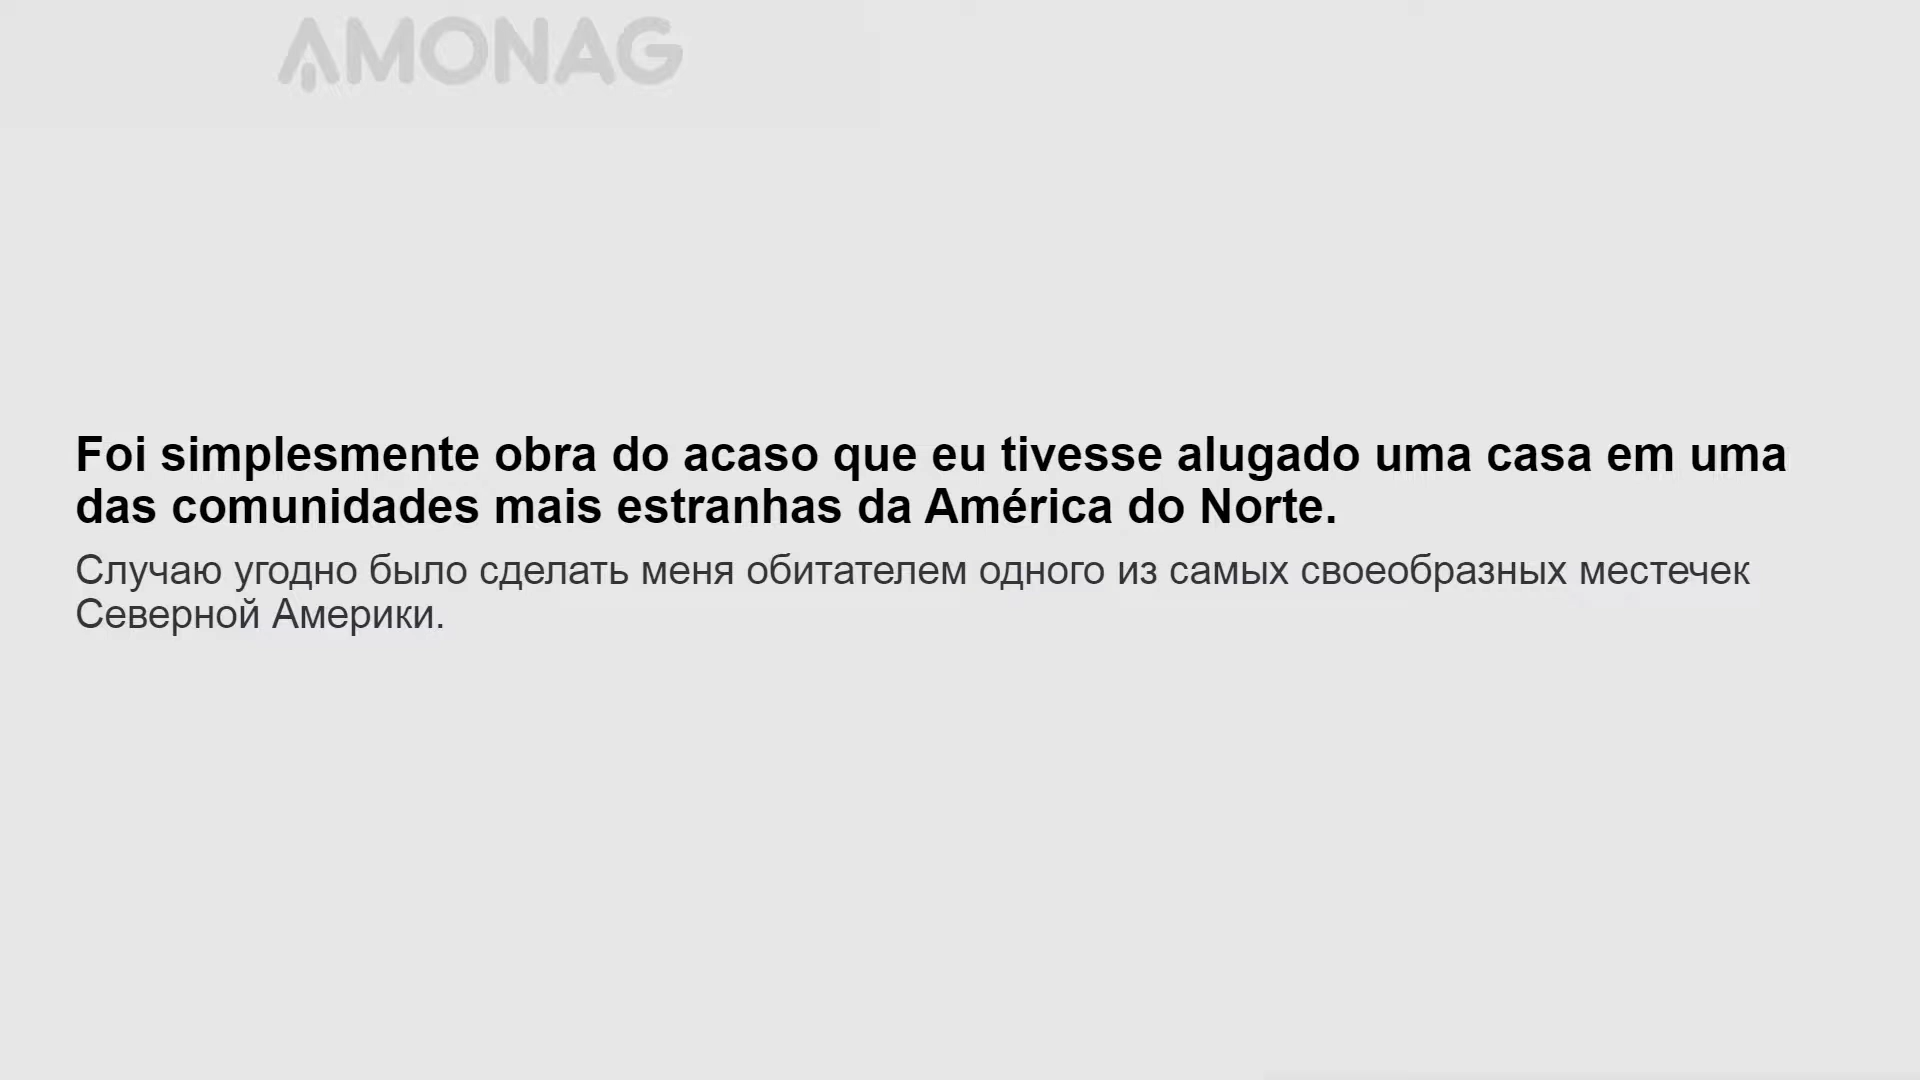 AMONAG
Foi simplesmente obra do acaso que eu tivesse alugado uma casa em uma
das comunidades mais estranhas da América do Norte.
Случаю угодно было сделать меня обитателем одного из самых своеобразных местечек
Северной Америки.